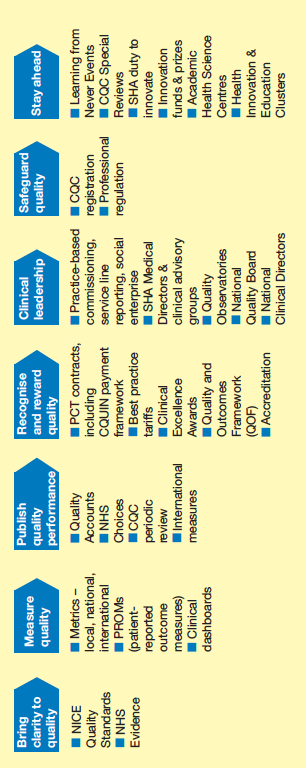 Bring
clarity to
quality
■ NICE
Quality
Standards
■ NHS
Evidence
Measure
quality
■ Metrics –
local, national,
international
■ PROMs
(patient-
reported
outcome
measures)
■ Clinical
dashboards
Publish
quality
performance
■ Quality
Accounts
■ NHS
Choices
■ CQC
periodic
review
■ International
measures
Recognise
and reward
quality
■ PCT contracts,
including
CQUIN payment
framework
■ Best practice
tariffs
■ Clinical
Excellence
Awards
■ Quality and
Outcomes
Framework
(QOF)
■ Accreditation
Clinical
leadership
■ Practice-based
commissioning,
service line
reporting, social
enterprise
■ SHA Medical
Directors &
clinical advisory
groups
■ Quality
Observatories
■ National
Quality Board
■ National
Clinical Directors
Safeguard
quality
■ CQC
registration
■ Professional
regulation
Stay ahead
■ Learning from
Never Events
■ CQC Special
Reviews
■ SHA duty to
innovate
■ Innovation
funds & prizes
■ Academic
Health Science
Centres
■ Health
Innovation &
Education
Clusters